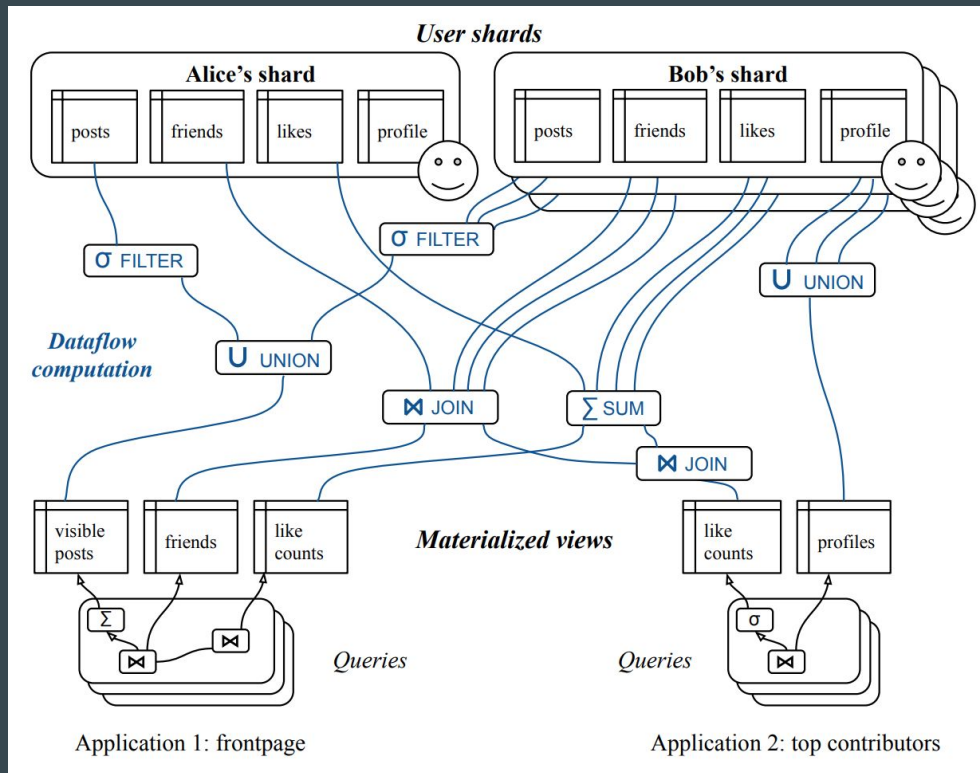 User shards
Alice's shard
Bob's shard
posts
friends
likes
profile
posts
friends
likes
profile
σ FILTER
σ FILTER
∪ UNION
Dataflow
computation
∪ UNION
⋈ JOIN
∑ SUM
⋈ JOIN
visible
posts
friends
like
counts
Materialized views
like
counts
profiles
Σ
⋈
⋈
Queries
Queries
σ
⋈
Application 1: frontpage
Application 2: top contributors